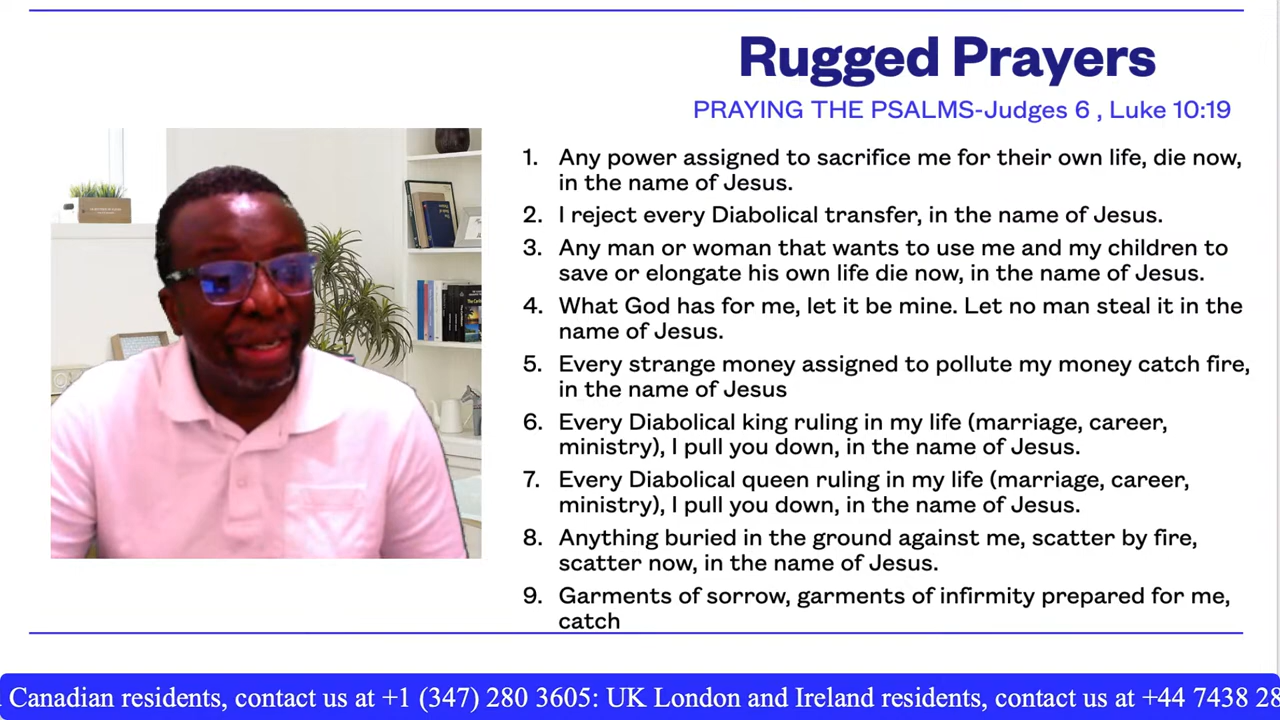 Rugged Prayers
PRAYING THE PSALMS-Judges 6 , Luke 10:19
1. Any power assigned to sacrifice me for their own life, die now,
in the name of Jesus.
2. I reject every Diabolical transfer, in the name of Jesus.
3. Any man or woman that wants to use me and my children to
save or elongate his own life die now, in the name of Jesus.
4. What God has for me, let it be mine. Let no man steal it in the
name of Jesus.
5. Every strange money assigned to pollute my money catch fire,
in the name of Jesus
6. Every Diabolical king ruling in my life (marriage, career,
ministry), I pull you down, in the name of Jesus.
7. Every Diabolical queen ruling in my life (marriage, career,
ministry), I pull you down, in the name of Jesus.
8. Anything buried in the ground against me, scatter by fire,
scatter now, in the name of Jesus.
9. Garments of sorrow, garments of infirmity prepared for me,
catch
Canadian residents, contact us at +1 (347) 280 3605: UK London and Ireland residents, contact us at +44 7438 28